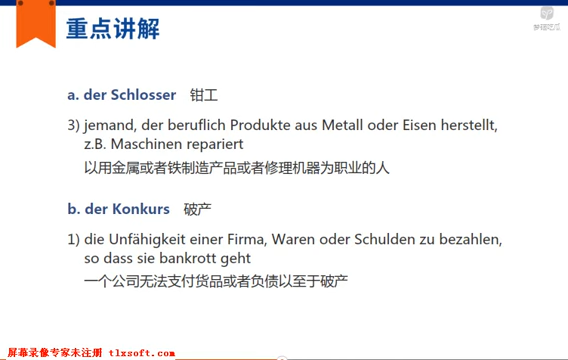 重点讲解
a. der Schlosser 钳工
3) jemand, der beruflich Produkte aus Metall oder Eisen herstellt,
z.B. Maschinen repariert
以用金属或者铁制造产品或者修理机器为职业的人
b. der Konkurs 破产
1) die Unfähigkeit einer Firma, Waren oder Schulden zu bezahlen,
so dass sie bankrott geht
一个公司无法支付货品或者负债以至于破产
屏幕录像专家未注册 tlxsoft.com